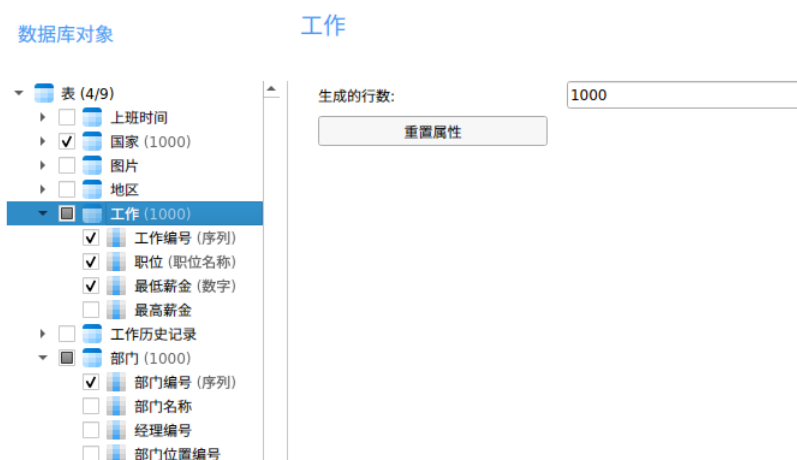 数据库对象
工作
表 (4/9)
上班时间
国家 (1000)
图片
地区
工作 (1000)
工作编号 (序列)
职位 (职位名称)
最低薪金 (数字)
最高薪金
工作历史记录
部门 (1000)
部门编号 (序列)
部门名称
经理编号
部门位置编号
生成的行数:
1000
重置属性